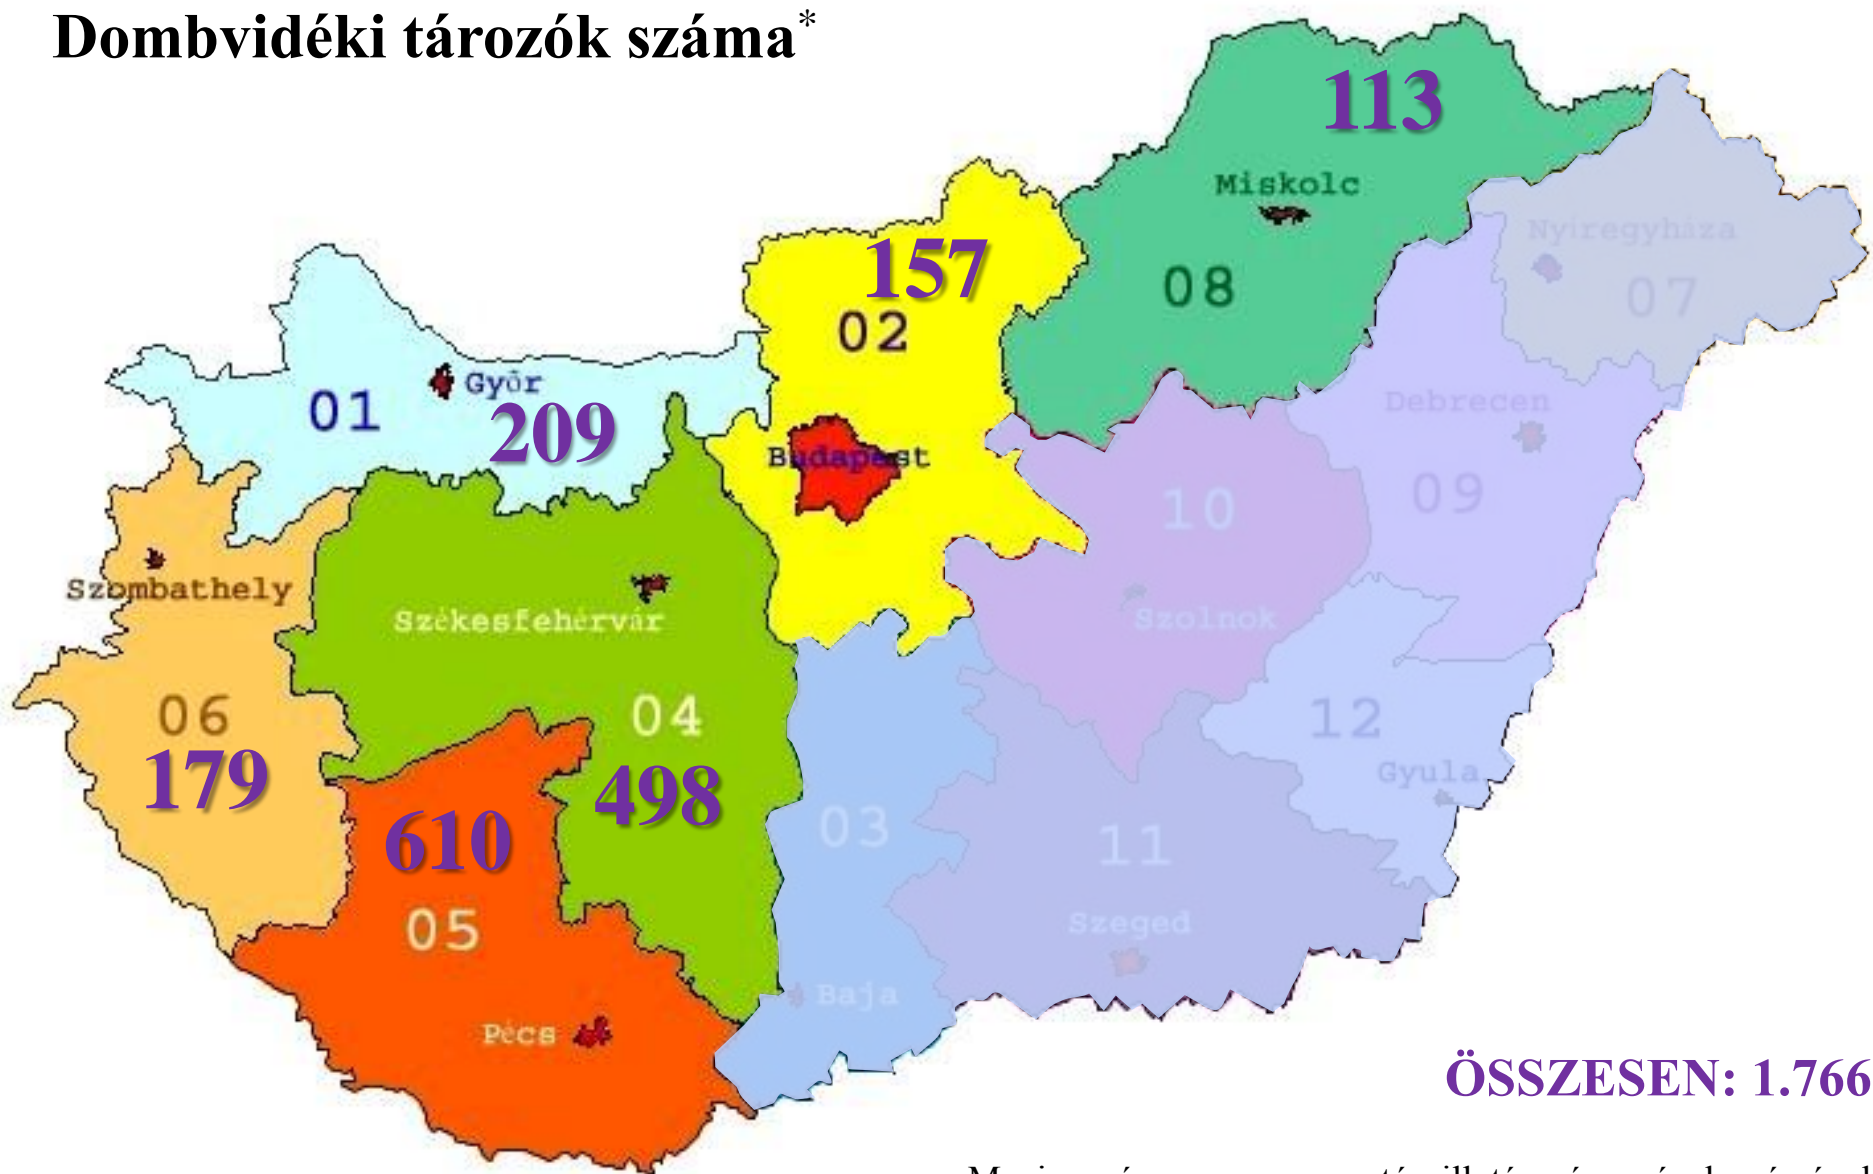 Dombvidéki tározók száma*
113
Miskolc
08
Nyíregyháza
07
157
02
01
Győr
209
Budapest
Debrecen
09
10
Szolnok
Szombathely
Székesfehérvár
06
179
04
498
610
05
03
12
Gyula
11
Szeged
Baja
Pécs
ÖSSZESEN: 1.766